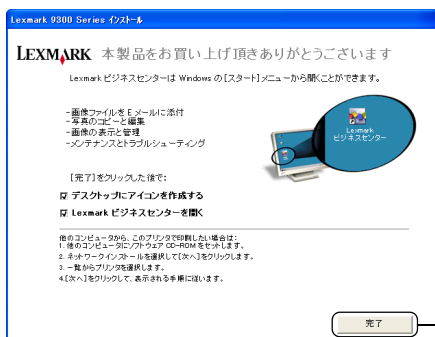 Lexmark 9300 Series インストール
LEXMARK 本製品をお買い上げ頂きありがとうございます
Lexmark ビジネスセンターは Windows の [スタート]メニューから開くことができます。
-画像ファイルを E メールに添付
-写真のコピーと編集
-画像の表示と管理
-メンテナンスとトラブルシューティング
Lexmark
ビジネスセンター
[完了]をクリックした後で:
デスクトップにアイコンを作成する
Lexmark ビジネスセンターを開く
他のコンピュータから、このプリンタで印刷したい場合は:
1. 他のコンピュータにソフトウェア CD-ROM をセットします。
2. ネットワークインストールを選択して[次へ]をクリックします。
3. 一覧からプリンタを選択します。
4.[次へ]をクリックして、表示される手順に従います。
完了